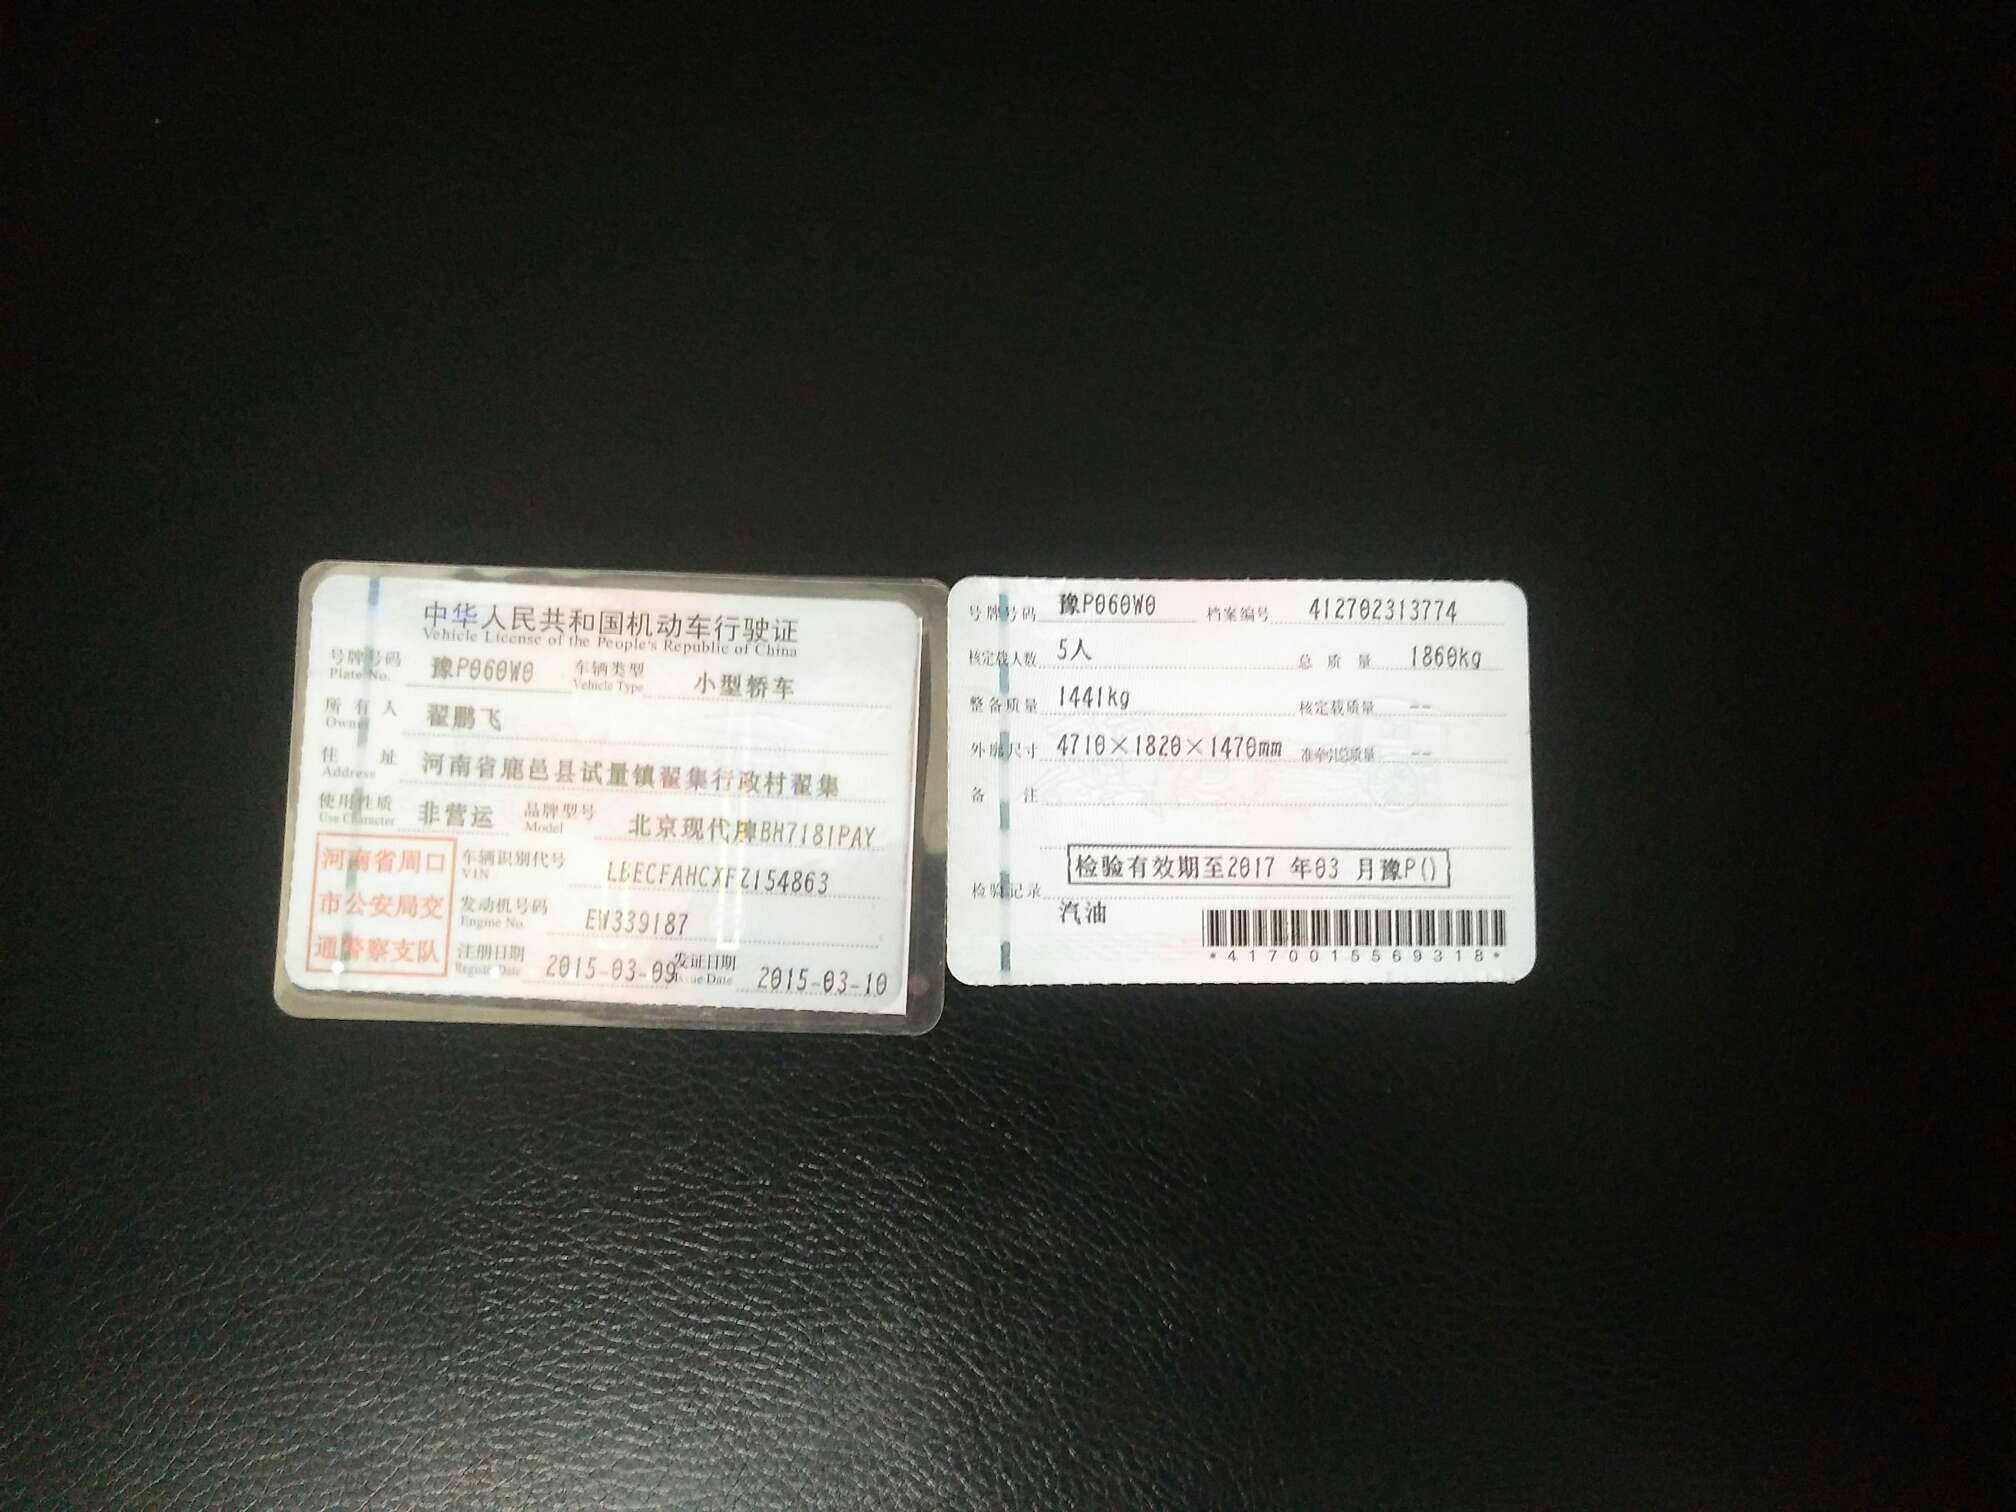 中华人民共和国机动车行驶证
Vehicle License of the People's Republic of China
号牌号码 豫P060W0 车辆类型 小型轿车
Plate No. Vehicle Type
所有人 翟鹏飞
Owner
住址 河南省鹿邑县试量镇翟集行政村翟集
Address
使用性质 非营运 品牌型号 北京现代牌BH7181PAY
Use Character Model
河南省周口
市公安局交
通警察支队
车辆识别代号 LBECFAHCXFZ154863
VIN
发动机号码 EW339187
Engine No.
注册日期 2015-03-09 发证日期 2015-03-10
Register Date Issue Date
号牌号码 豫P060W0 档案编号 412702313774
核定载人数 5人 总质量 1860kg
整备质量 1441kg 核定载质量 --
外廓尺寸 4710×1820×1470mm 准牵引总质量 --
备注
检验有效期至2017 年03 月豫P()
检验记录
汽油
*4170015569318*